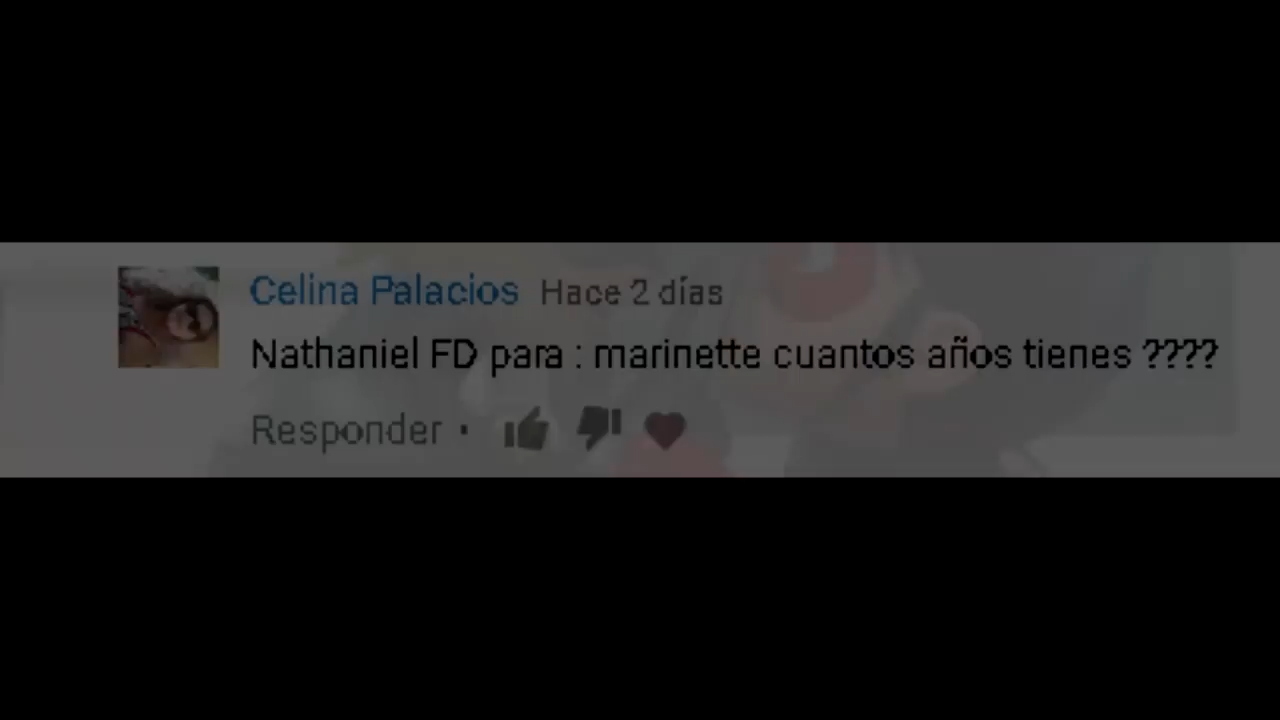 Celina Palacios Hace 2 días
Nathaniel FD para : marinette cuantos años tienes ????
Responder ·